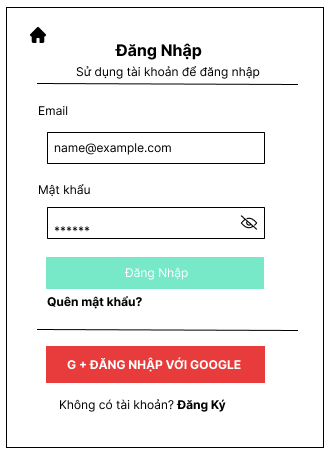 Đăng Nhập
Sử dụng tài khoản để đăng nhập
Email
name@example.com
Mật khẩu
******
Đăng Nhập
Quên mật khẩu?
G + ĐĂNG NHẬP VỚI GOOGLE
Không có tài khoản? Đăng Ký